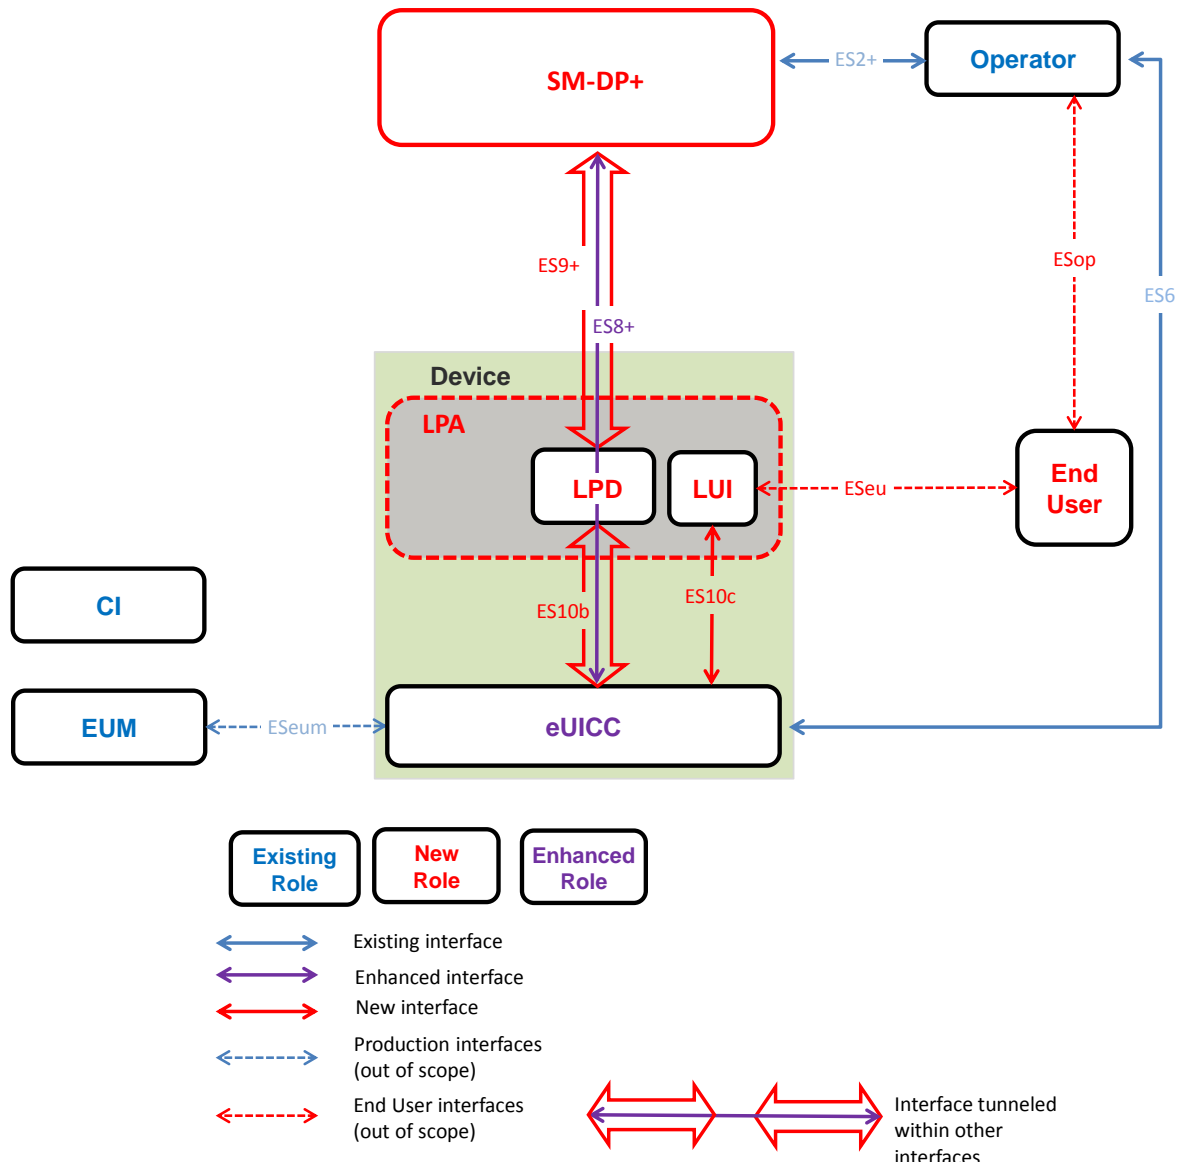 SM-DP+
ES2+
Operator
ES9+
ESop
ES6
ES8+
Device
LPA
LPD
LUI
ESeu
End
User
CI
ES10b
ES10c
EUM
ESeum
eUICC
Existing
Role
New
Role
Enhanced
Role
Existing interface
Enhanced interface
New interface
Production interfaces
(out of scope)
End User interfaces
(out of scope)
Interface tunneled
within other
interfaces